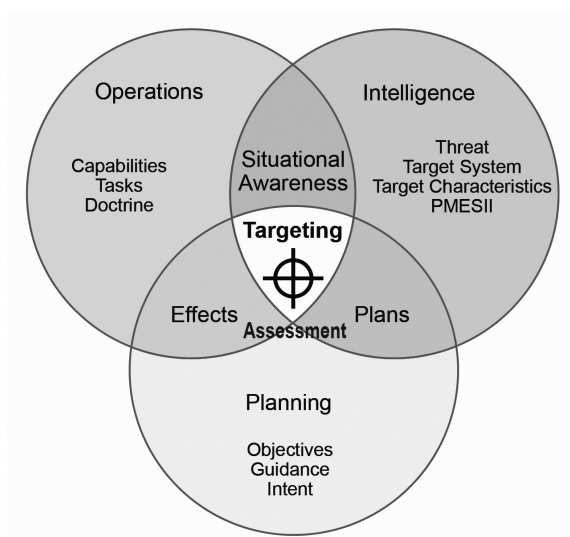 Operations
Capabilities
Tasks
Doctrine
Intelligence
Threat
Target System
Target Characteristics
PMESII
Situational
Awareness
Targeting
Effects
Assessment
Plans
Planning
Objectives
Guidance
Intent